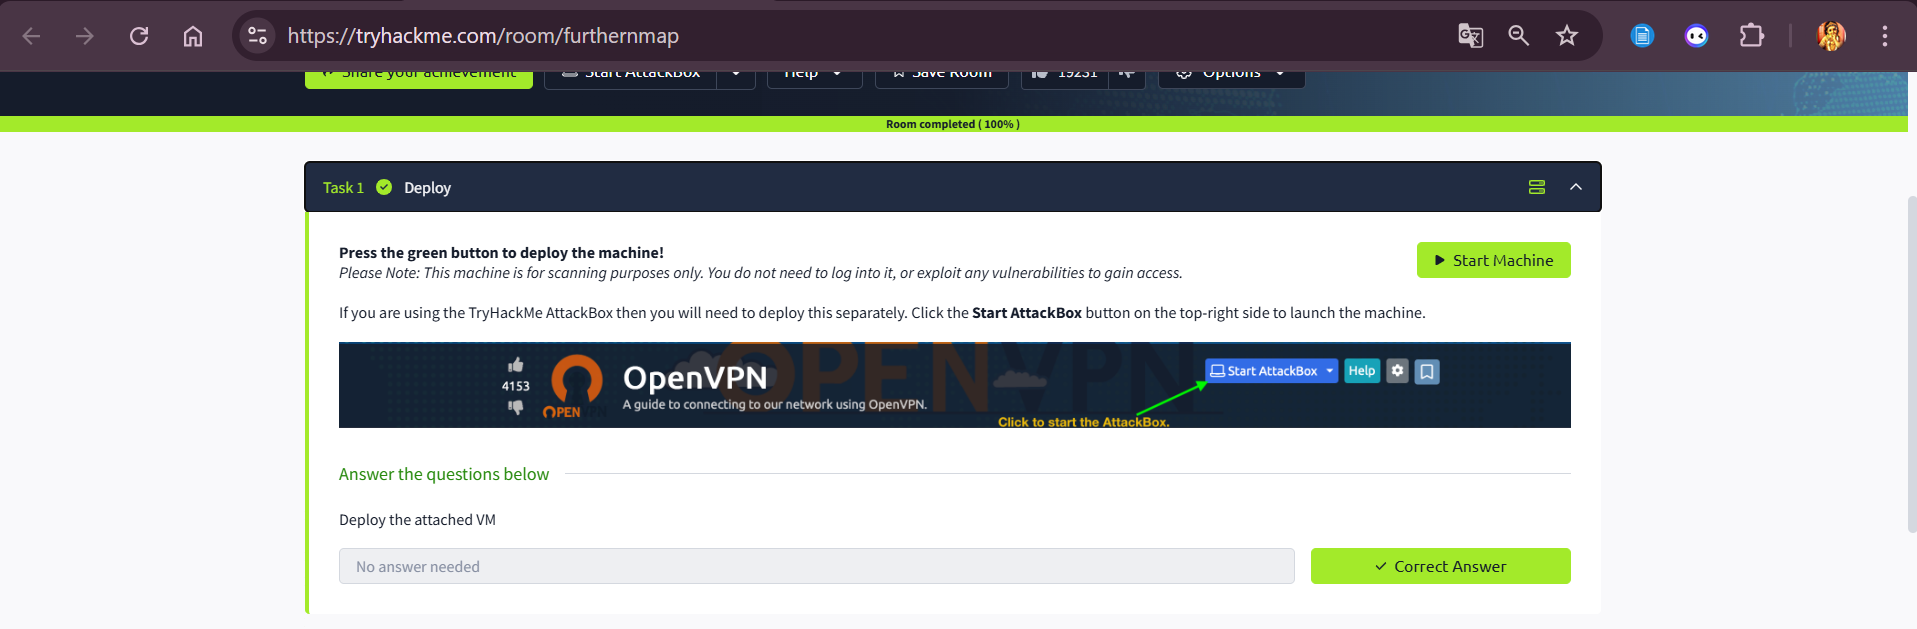 https://tryhackme.com/room/furthernmap
Share your achievement
Start AttackBox
Help
Save Room
19231
Options
Room completed ( 100% )
Task 1
Deploy
Press the green button to deploy the machine!
Start Machine
Please Note: This machine is for scanning purposes only. You do not need to log into it, or exploit any vulnerabilities to gain access.
If you are using the TryHackMe AttackBox then you will need to deploy this separately. Click the Start AttackBox button on the top-right side to launch the machine.
OPENVPN
4153
OPEN
OpenVPN
A guide to connecting to our network using OpenVPN.
Start AttackBox
Help
Click to start the AttackBox.
Answer the questions below
Deploy the attached VM
No answer needed
Correct Answer